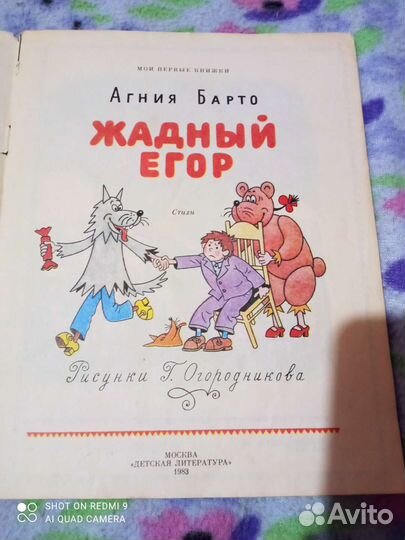 МОИ ПЕРВЫЕ КНИЖКИ
АГНИЯ БАРТО
ЖАДНЫЙ
ЕГОР
Стихи
Рисунки Г. Огородникова
МОСКВА
«ДЕТСКАЯ ЛИТЕРАТУРА»
1983
SHOT ON REDMI 9
AI QUAD CAMERA
Avito